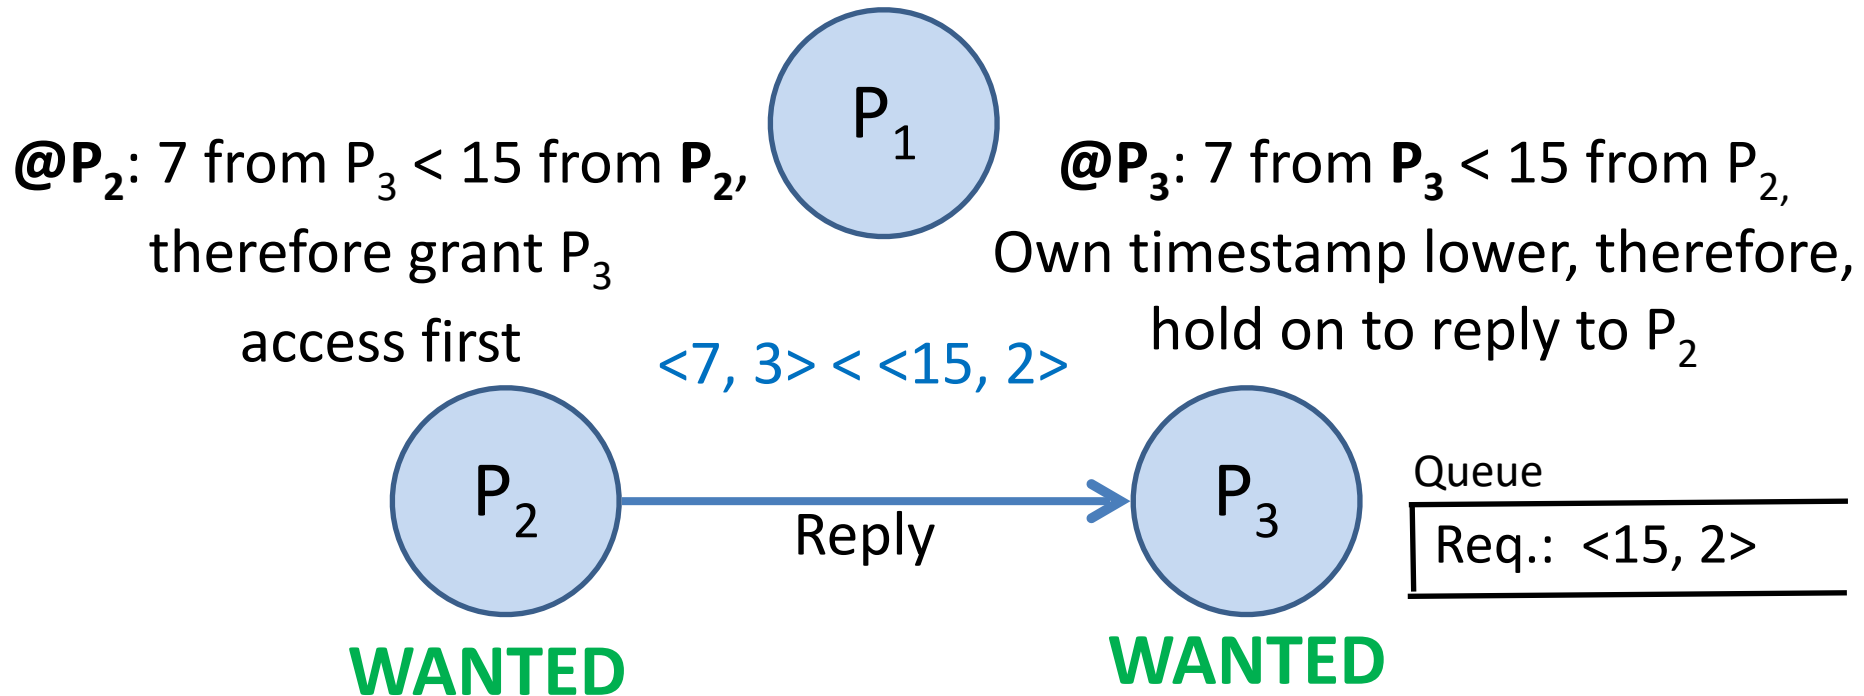 P1
@P2: 7 from P3 < 15 from P2,
therefore grant P3
access first
@P3: 7 from P3 < 15 from P2,
Own timestamp lower, therefore,
hold on to reply to P2
<7, 3> < <15, 2>
P2
Reply
P3
Queue
Req.: <15, 2>
WANTED
WANTED